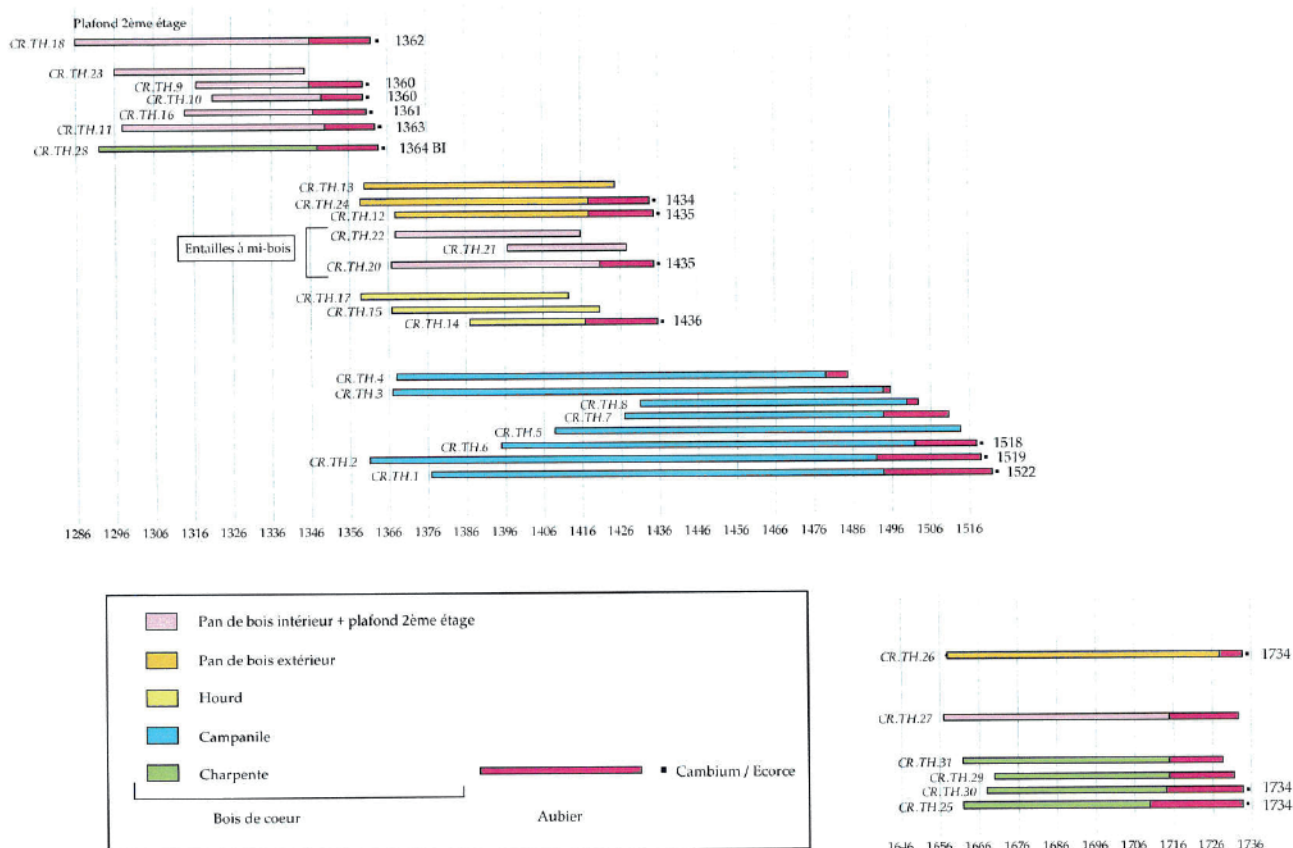 Plafond 2ème étage
CR.TH.18 1362
CR.TH.23
CR.TH.9 1360
CR.TH.10 1360
CR.TH.16 1361
CR.TH.11 1363
CR.TH.28 1364 BI
CR.TH.13
CR.TH.24 1434
CR.TH.12 1435
Entailles à mi-bois
CR.TH.22
CR.TH.21
CR.TH.20 1435
CR.TH.17
CR.TH.15
CR.TH.14 1436
CR.TH.4
CR.TH.3
CR.TH.8
CR.TH.7
CR.TH.5
CR.TH.6 1518
CR.TH.2 1519
CR.TH.1 1522
1286 1296 1306 1316 1326 1336 1346 1356 1366 1376 1386 1396 1406 1416 1426 1436 1446 1456 1466 1476 1486 1496 1506 1516
Pan de bois intérieur + plafond 2ème étage
Pan de bois extérieur
Hourd
Campanile
Charpente
Cambium / Ecorce
Bois de coeur
Aubier
CR.TH.26 1734
CR.TH.27
CR.TH.31
CR.TH.29
CR.TH.30 1734
CR.TH.25 1734
1646 1656 1666 1676 1686 1696 1706 1716 1726 1736